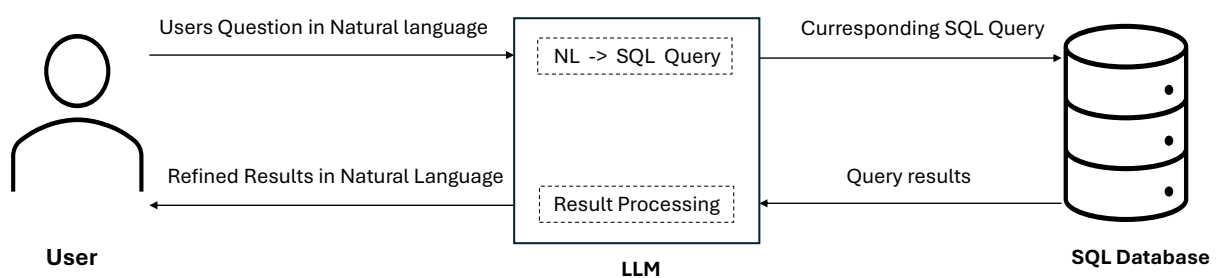 Users Question in Natural language
NL -> SQL Query
Curresponding SQL Query
Refined Results in Natural Language
Result Processing
Query results
User
LLM
SQL Database